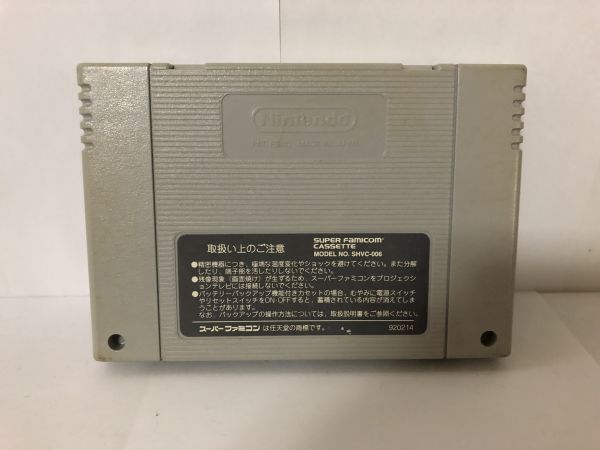 Nintendo
MADE IN JAPAN
取扱い上のご注意
SUPER FAMICOM
CASSETTE
MODEL NO. SHVC-006
●精密機器につき、極端な温度変化やショックを避けてください。また分解
したり、端子部を汚したりしないでください。
●残像現象（画面焼け）が生ずるため、スーパーファミコンをプロジェクシ
ョンテレビには接続しないでください。
●バッテリーバックアップ機能付きカセットの場合、むやみに電源スイッチ
やリセットスイッチをON・OFFすると、蓄積されている内容が消えてしま
うことがあります。
なお、バックアップの操作方法については、取扱説明書をご参照ください。
スーパーファミコン は任天堂の商標です。
920214